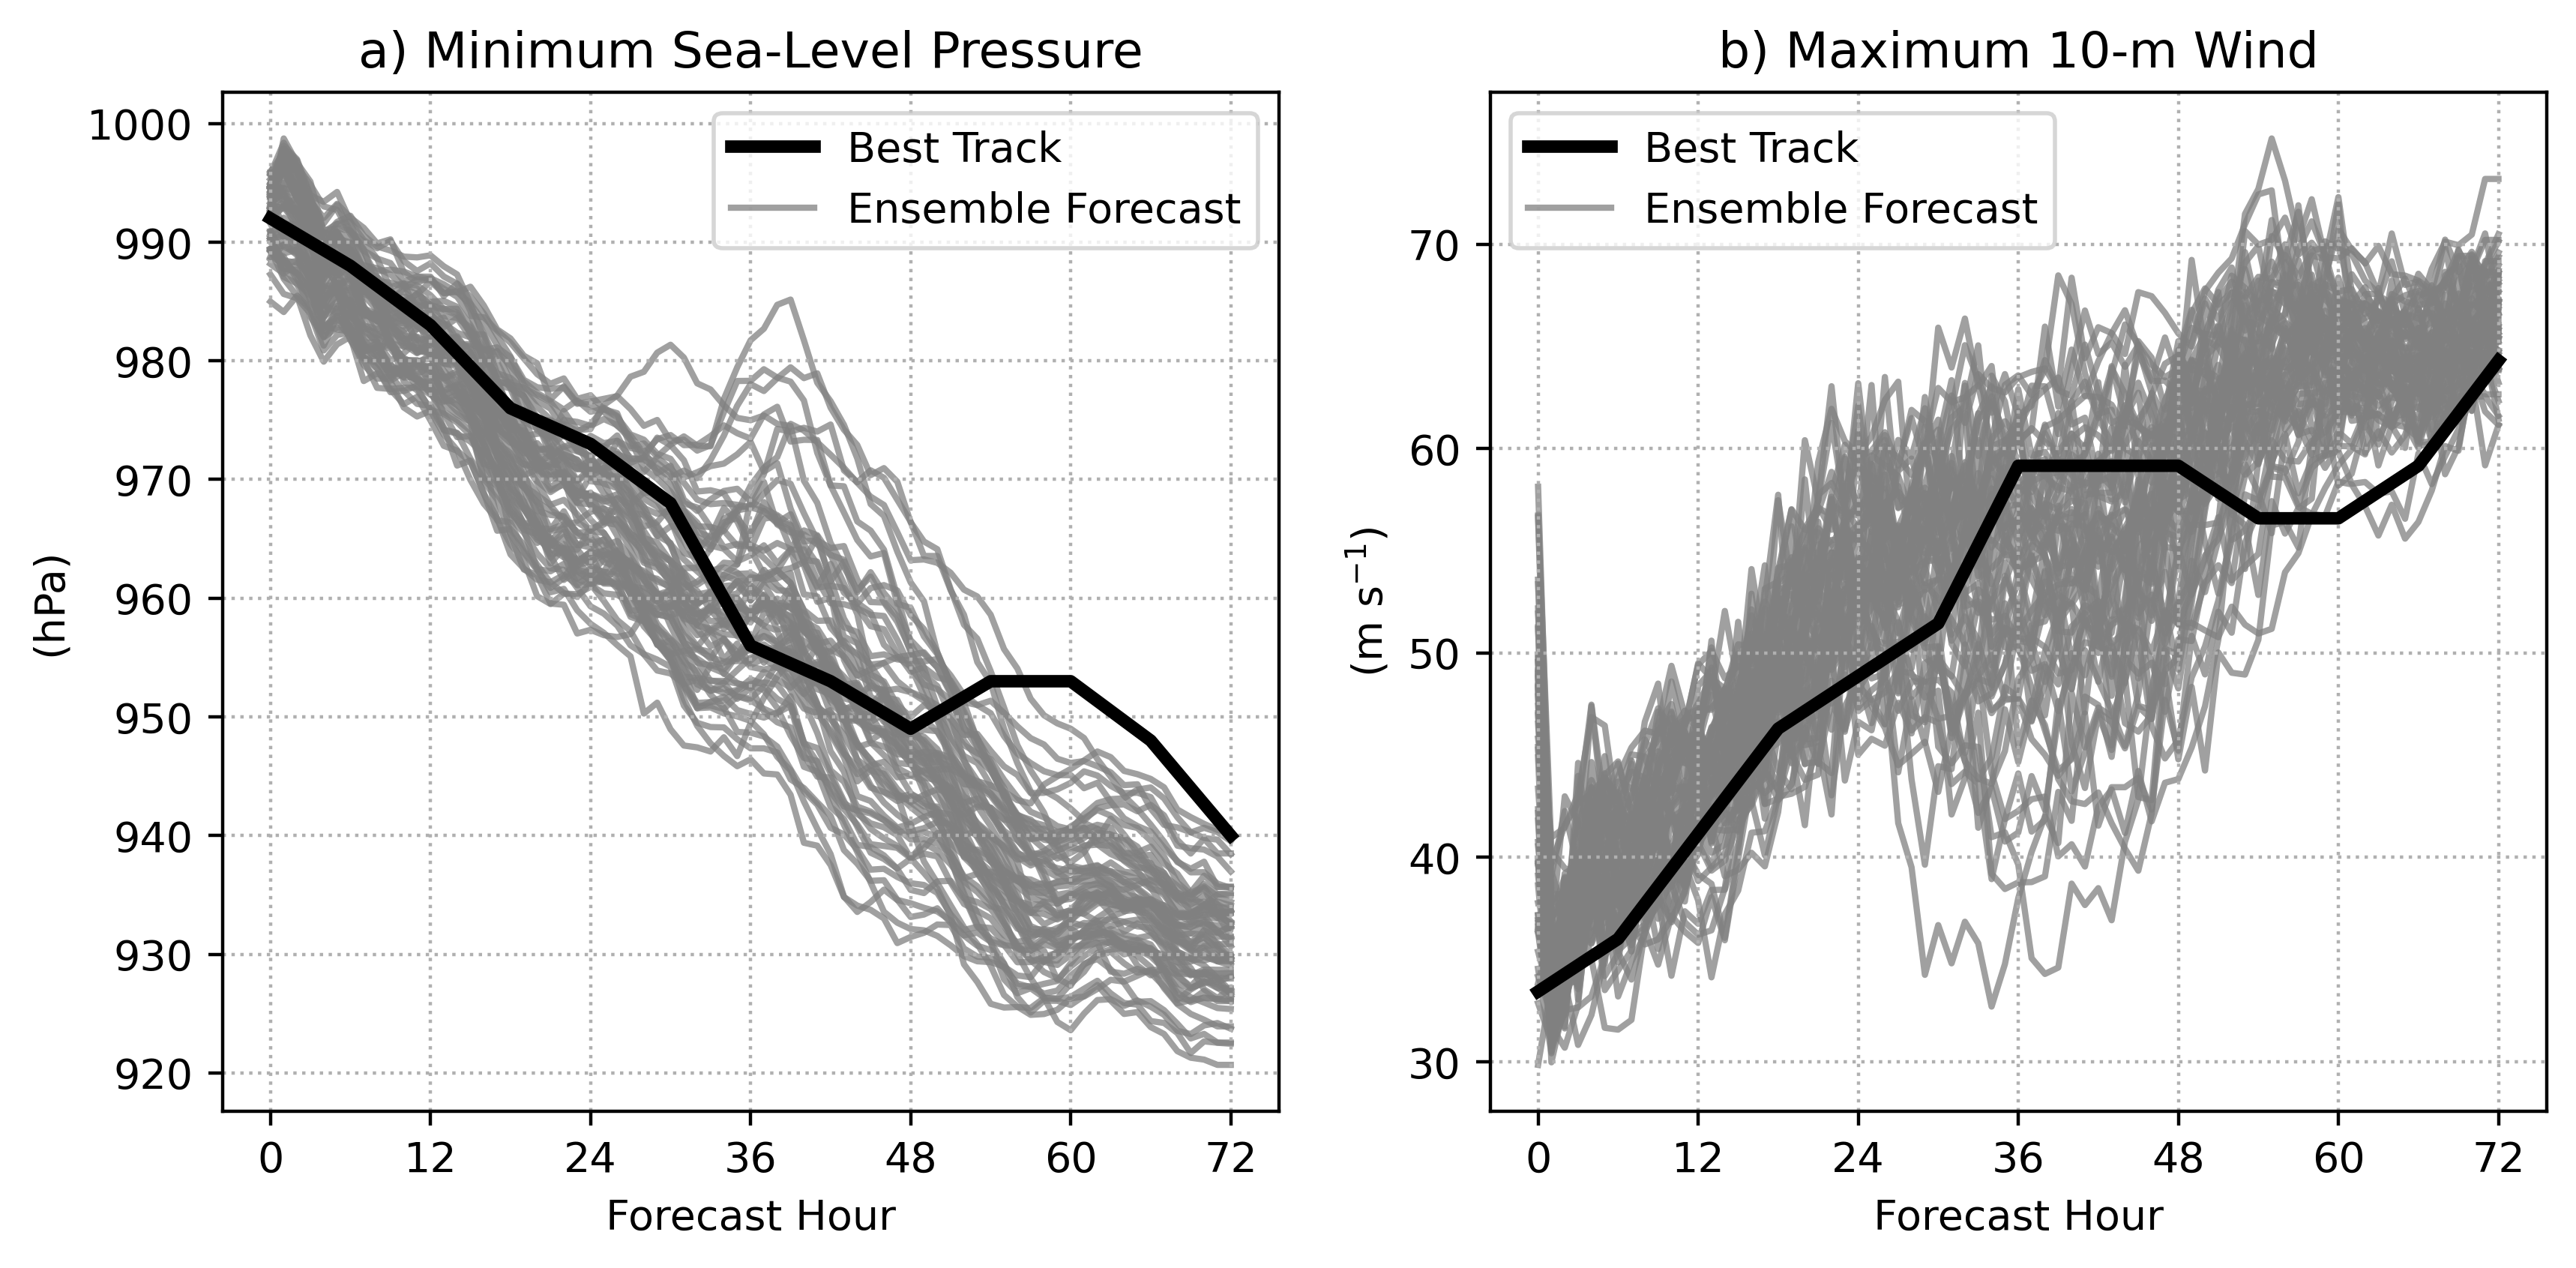 a) Minimum Sea-Level Pressure
1000
990
980
970
960
950
940
930
920
(hPa)
Best Track
Ensemble Forecast
0 12 24 36 48 60 72
Forecast Hour
b) Maximum 10-m Wind
70
60
50
40
30
(m s⁻¹)
Best Track
Ensemble Forecast
0 12 24 36 48 60 72
Forecast Hour